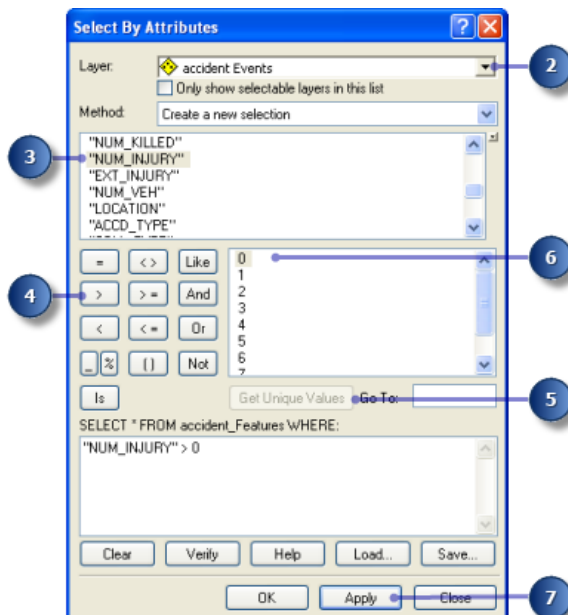 Select By Attributes
Layer: accident Events
2
Only show selectable layers in this list
Method: Create a new selection
"NUM_KILLED"
3
"NUM_INJURY"
"EXT_INJURY"
"NUM_VEH"
"LOCATION"
"ACCD_TYPE"
= < > Like 0
6
1
4
> > = And 2
3
< < = Or 4
5
_ % () Not 6
7
Is Get Unique Values Go To:
5
SELECT * FROM accident_Features WHERE:
"NUM_INJURY" > 0
Clear Verify Help Load... Save...
OK Apply Close
7